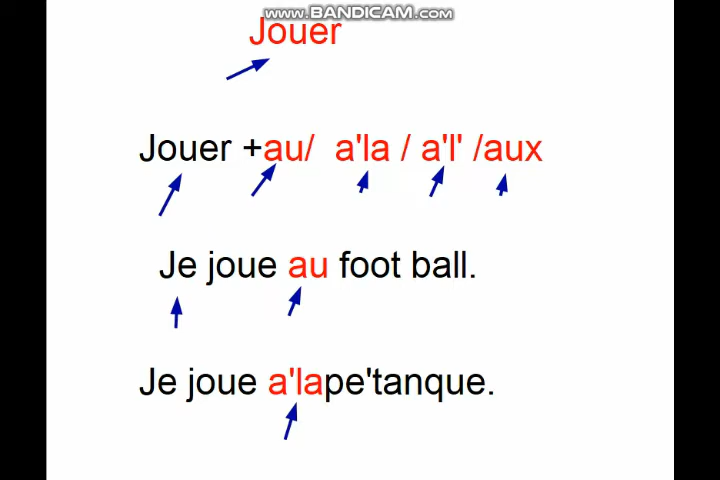 www.BANDICAM.com
Jouer
Jouer +au/ a'la / a'l' /aux
Je joue au foot ball.
Je joue a'lape'tanque.